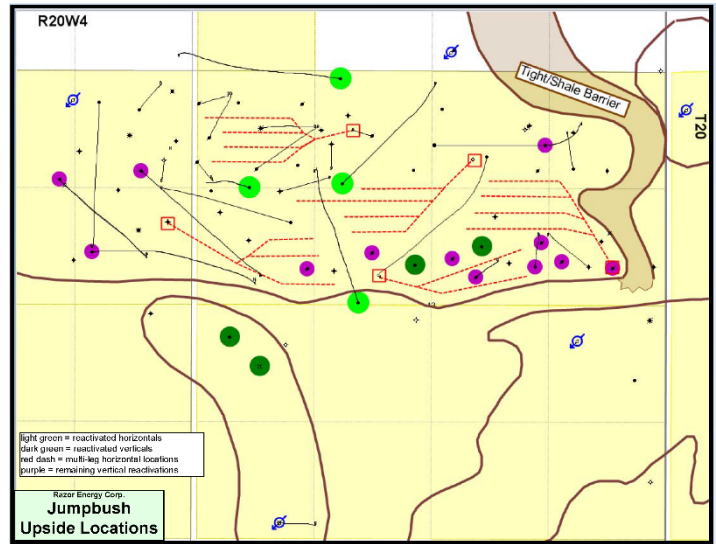 R20W4
Tight/Shale Barrier
T20
light green = reactivated horizontals
dark green = reactivated verticals
red dash = multi-leg horizontal locations
purple = remaining vertical reactivations
Razor Energy Corp.
Jumpbush
Upside Locations